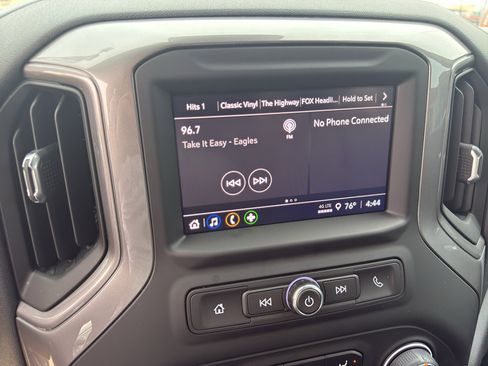 Hits 1 Classic Vinyl The Highway FOX Headli... Hold to Set
96.7
FM
No Phone Connected
Take It Easy - Eagles
4G LTE 76° 4:44